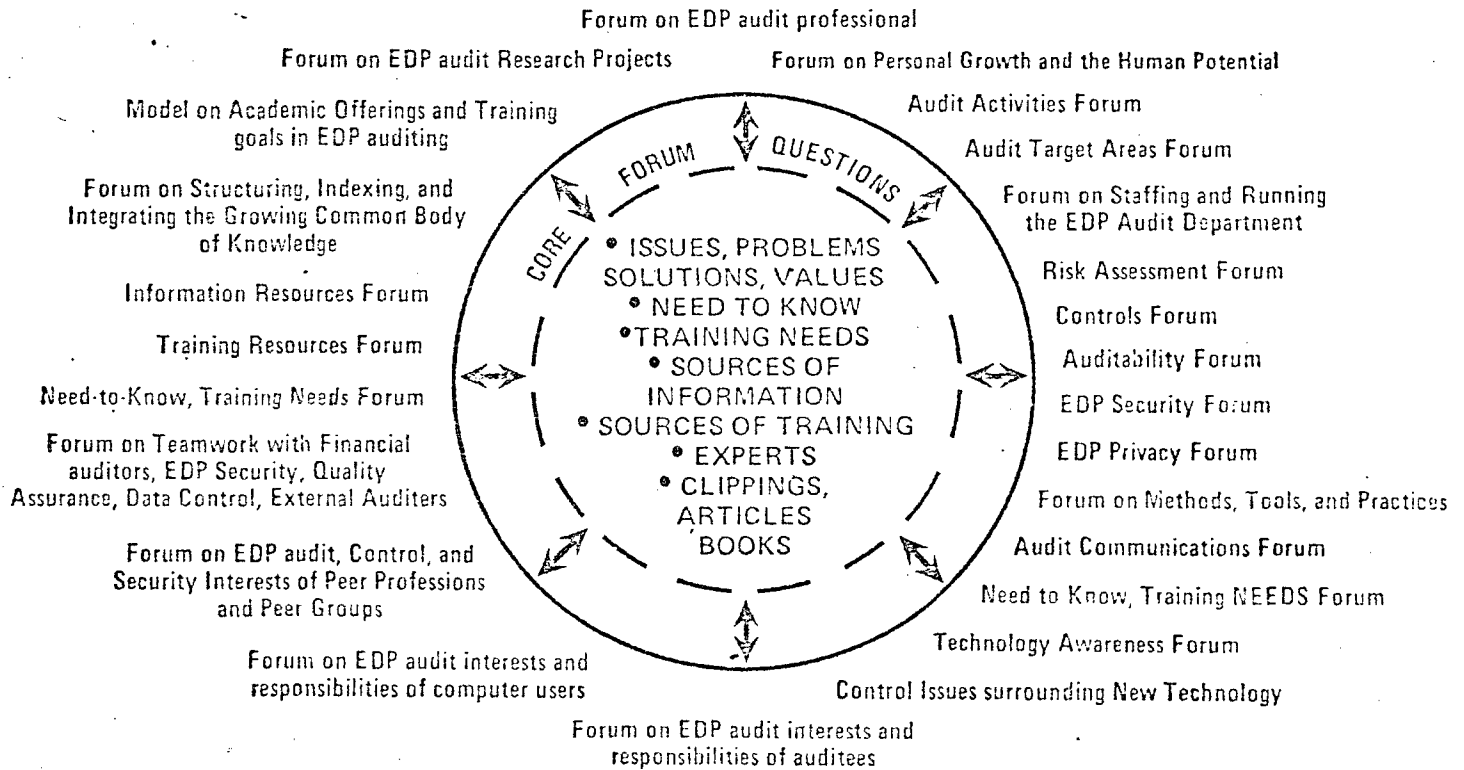 Forum on EDP audit professional
Forum on EDP audit Research Projects
Forum on Personal Growth and the Human Potential
Model on Academic Offerings and Training
goals in EDP auditing
Audit Activities Forum
Audit Target Areas Forum
Forum on Structuring, Indexing, and
Integrating the Growing Common Body
of Knowledge
Forum on Staffing and Running
the EDP Audit Department
Information Resources Forum
Risk Assessment Forum
Training Resources Forum
Controls Forum
Need-to-Know, Training Needs Forum
Auditability Forum
Forum on Teamwork with Financial
auditors, EDP Security, Quality
Assurance, Data Control, External Auditers
EDP Security Forum
EDP Privacy Forum
Forum on Methods, Tools, and Practices
Forum on EDP audit, Control, and
Security Interests of Peer Professions
and Peer Groups
Audit Communications Forum
Need to Know, Training NEEDS Forum
Forum on EDP audit interests and
responsibilities of computer users
Technology Awareness Forum
Control Issues surrounding New Technology
Forum on EDP audit interests and
responsibilities of auditees
CORE FORUM QUESTIONS
• ISSUES, PROBLEMS
SOLUTIONS, VALUES
• NEED TO KNOW
• TRAINING NEEDS
• SOURCES OF
INFORMATION
• SOURCES OF TRAINING
• EXPERTS
• CLIPPINGS,
ARTICLES
BOOKS